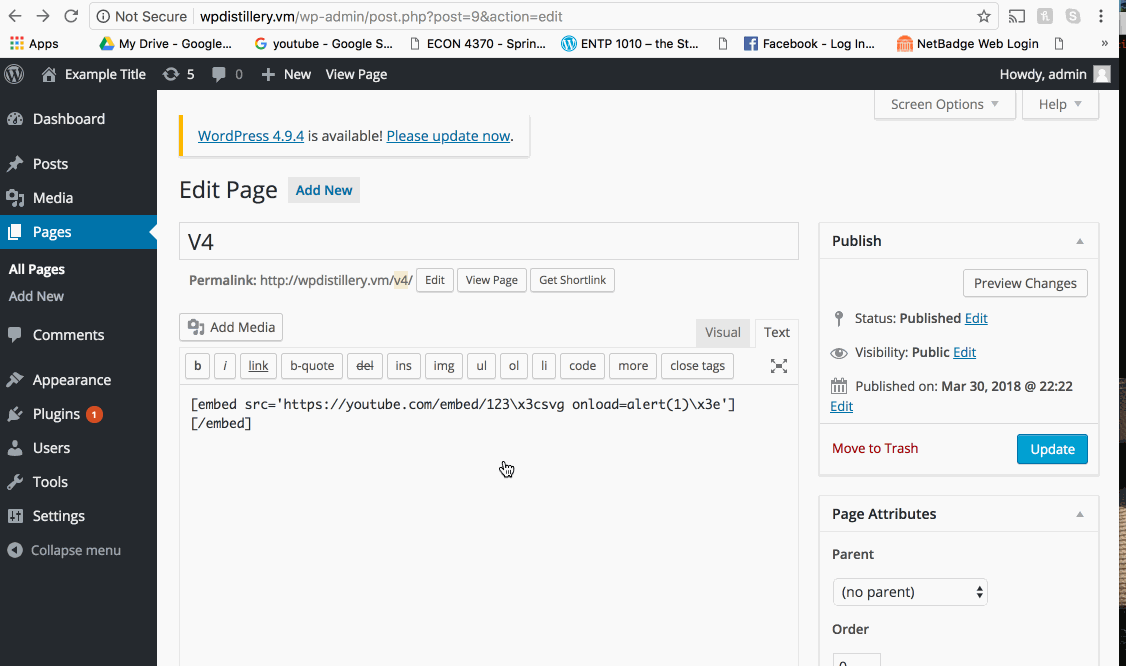 Not Secure wpdistillery.vm/wp-admin/post.php?post=9&action=edit
Apps My Drive - Google... youtube - Google S... ECON 4370 - Sprin... ENTP 1010 – the St... Facebook - Log In... NetBadge Web Login »
Example Title 5 0 New View Page Howdy, admin
Screen Options Help
Dashboard
Posts
Media
Pages
All Pages
Add New
Comments
Appearance
Plugins 1
Users
Tools
Settings
Collapse menu
WordPress 4.9.4 is available! Please update now.
Edit Page Add New
V4
Permalink: http://wpdistillery.vm/v4/ Edit View Page Get Shortlink
Add Media Visual Text
b i link b-quote del ins img ul ol li code more close tags
[embed src='https://youtube.com/embed/123\x3csvg onload=alert(1)\x3e']
[/embed]
Publish
Preview Changes
Status: Published Edit
Visibility: Public Edit
Published on: Mar 30, 2018 @ 22:22
Edit
Move to Trash Update
Page Attributes
Parent
(no parent)
Order